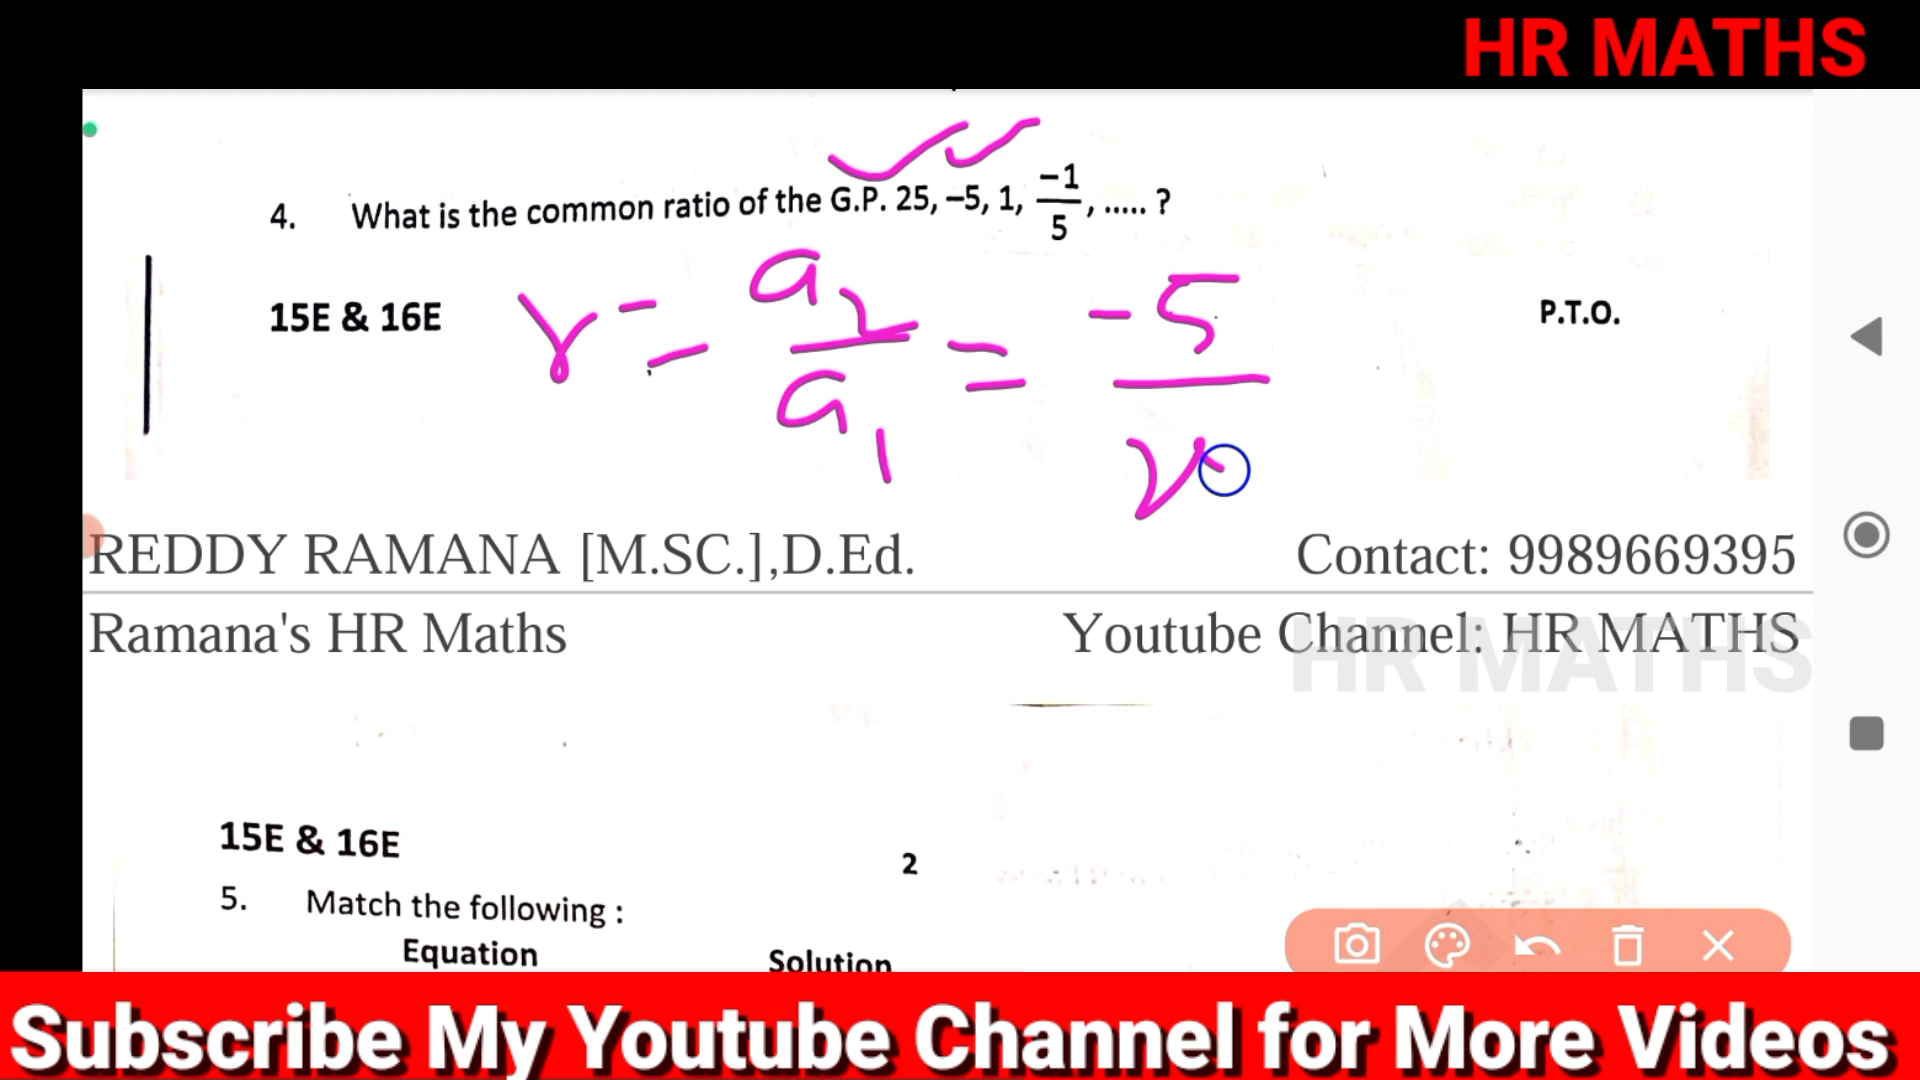 HR MATHS
4. What is the common ratio of the G.P. 25, –5, 1, −1/5, ..... ?
15E & 16E
P.T.O.
r = a2/a1 = -5/
REDDY RAMANA [M.SC.],D.Ed.
Contact: 9989669395
Ramana's HR Maths
Youtube Channel: HR MATHS
HR MATHS
15E & 16E
2
5. Match the following :
Equation
Solution
Subscribe My Youtube Channel for More Videos